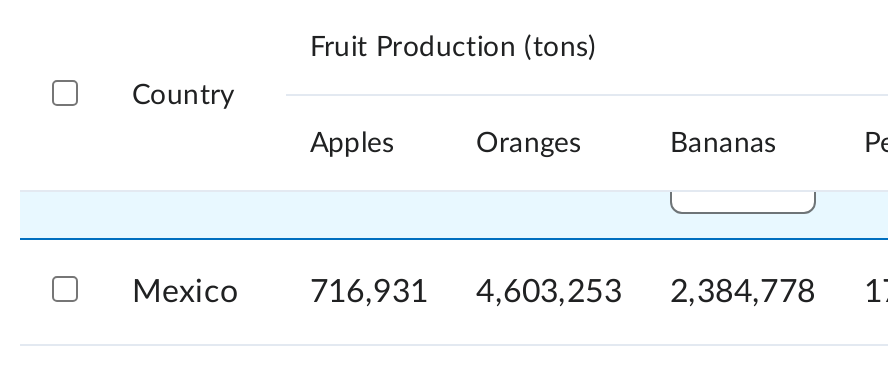 Fruit Production (tons)
Country
Apples Oranges Bananas
Mexico 716,931 4,603,253 2,384,778